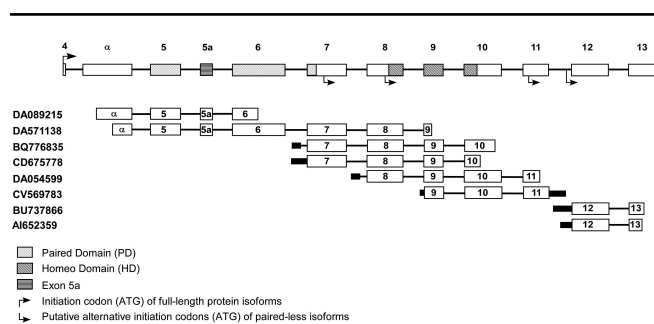 4 α 5 5a 6 7 8 9 10 11 12 13
DA089215 α 5 5a 6
DA571138 α 5 5a 6 7 8 9
BQ776835 7 8 9 10
CD675778 7 8 9 10
DA054599 8 9 10 11
CV569783 9 10 11
BU737866 12 13
AI652359 12 13
Paired Domain (PD)
Homeo Domain (HD)
Exon 5a
Initiation codon (ATG) of full-length protein isoforms
Putative alternative initiation codons (ATG) of paired-less isoforms